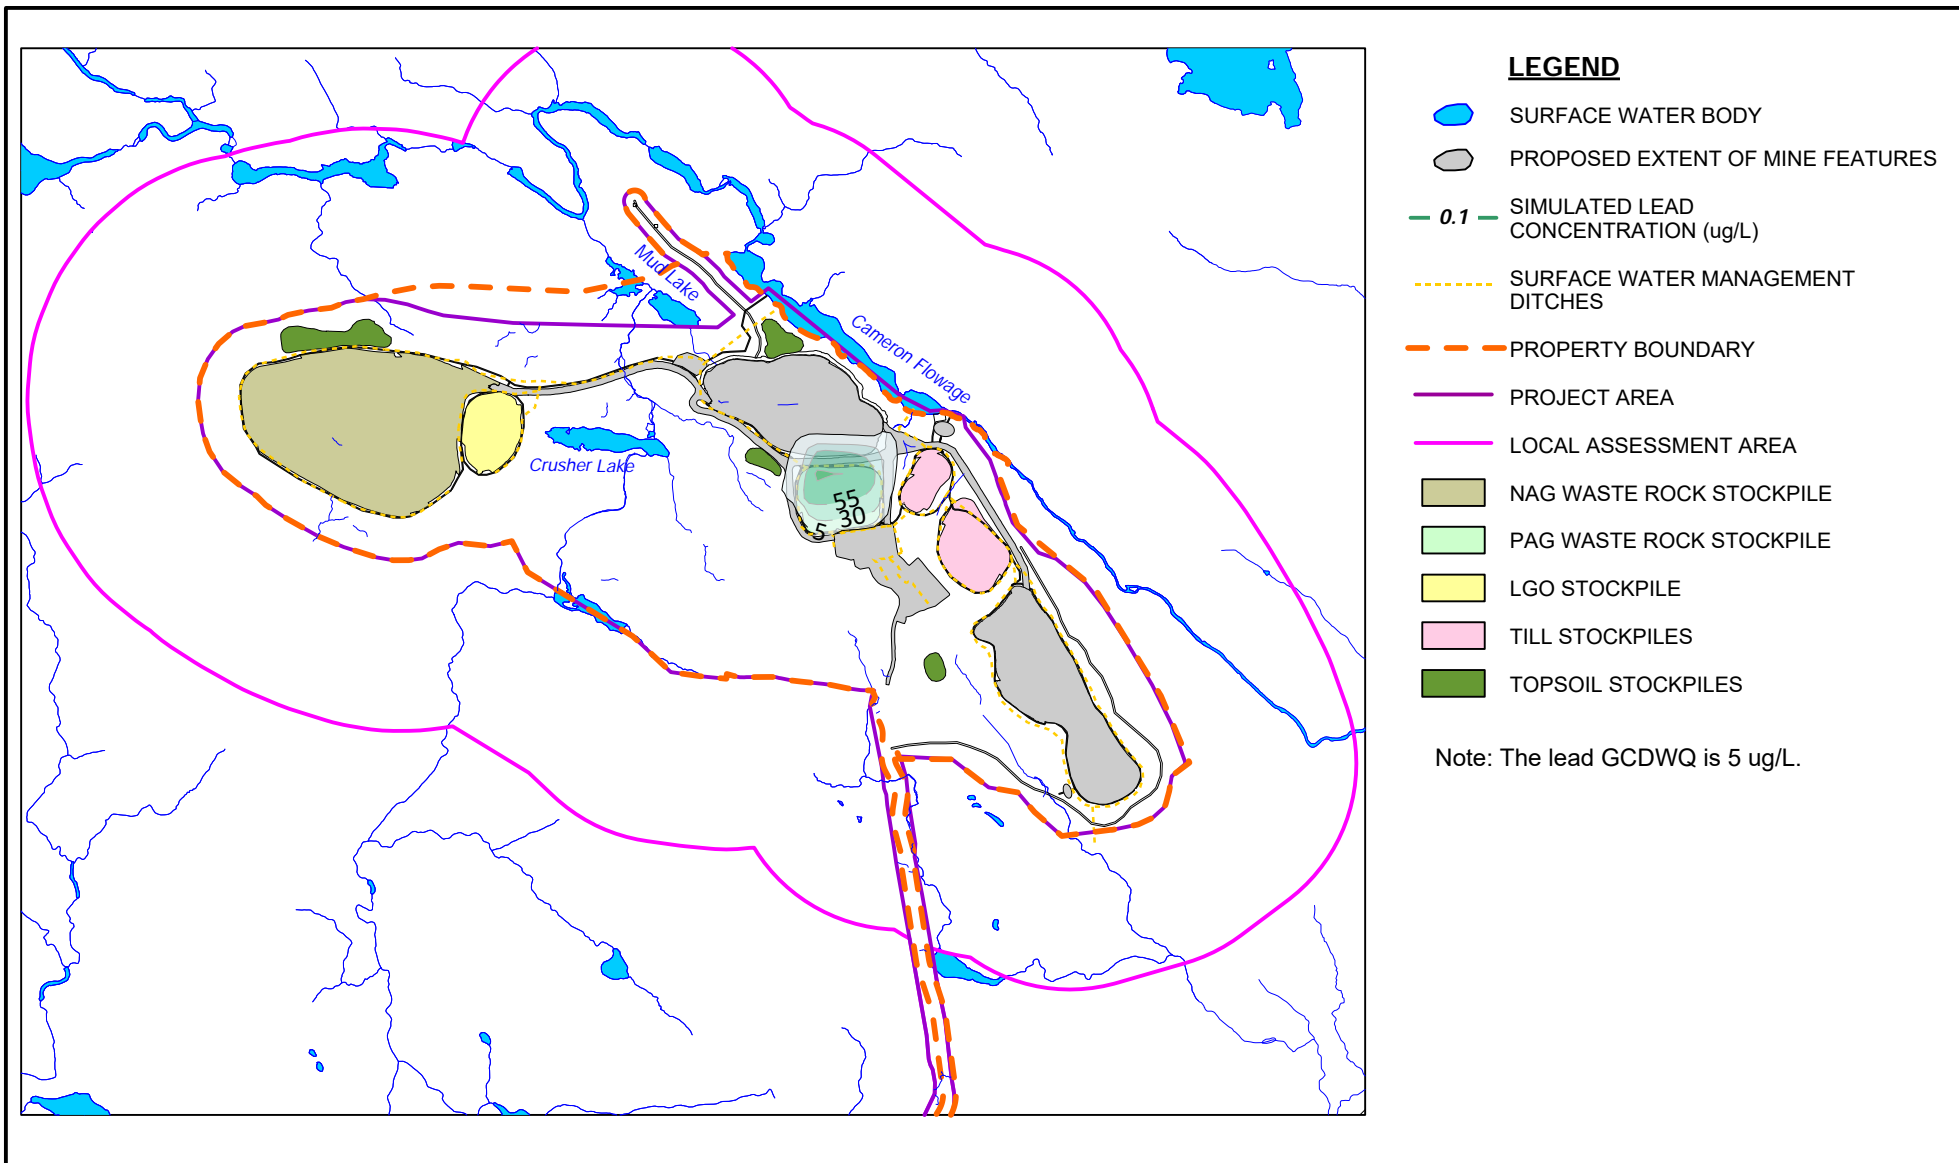 LEGEND
SURFACE WATER BODY
PROPOSED EXTENT OF MINE FEATURES
0.1
SIMULATED LEAD
CONCENTRATION (ug/L)
SURFACE WATER MANAGEMENT
DITCHES
PROPERTY BOUNDARY
PROJECT AREA
LOCAL ASSESSMENT AREA
NAG WASTE ROCK STOCKPILE
PAG WASTE ROCK STOCKPILE
LGO STOCKPILE
TILL STOCKPILES
TOPSOIL STOCKPILES
Note: The lead GCDWQ is 5 ug/L.
Mud Lake
Cameron Flowage
Crusher Lake
55
30
5